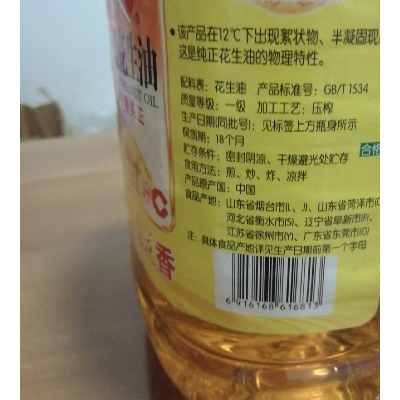 花生油
OIL
•该产品在12℃下出现絮状物、半凝固现
这是纯正花生油的物理特性。
配料表：花生油 产品标准号：GB/T 1534
质量等级：一级 加工工艺：压榨
生产日期(同批号)：见标签上方瓶身所示
保质期：18个月
贮存条件：密封阴凉、干燥避光处贮存
食用方法：煎、炒、炸、凉拌
产品原产国：中国
食品产地：山东省烟台市(L、J)、山东省菏泽市(
河北省衡水市(S)、辽宁省阜新市(F)、
江苏省徐州市(Y)、广东省东莞市(G)
注：具体食品产地详见生产日期前第一个字母
合格
香
6 916168 616813